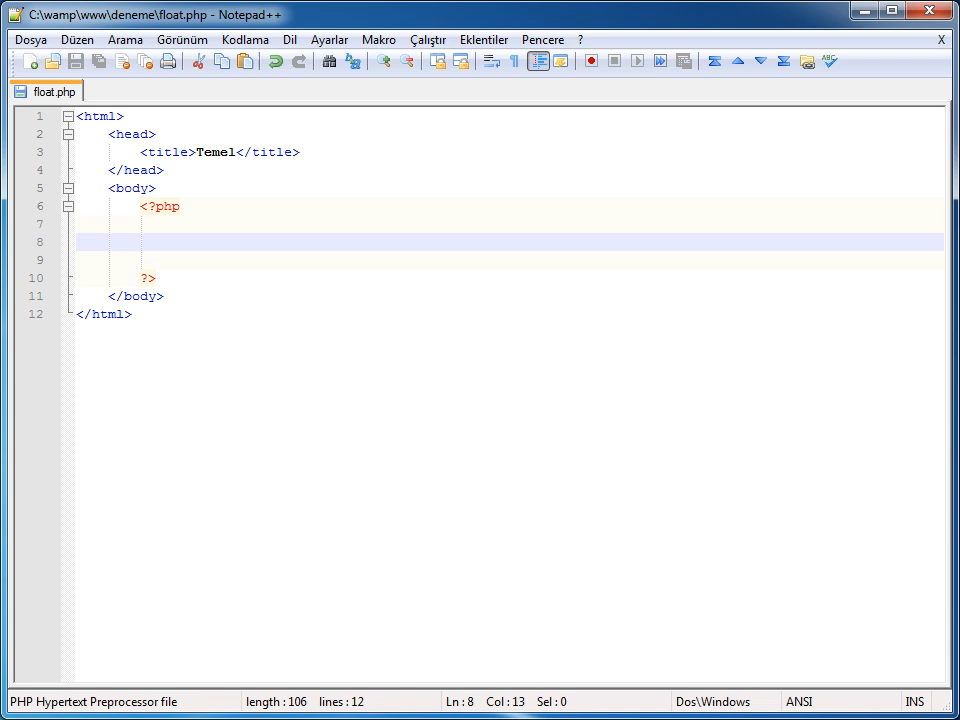 C:\wamp\www\deneme\float.php - Notepad++
Dosya Düzen Arama Görünüm Kodlama Dil Ayarlar Makro Çalıştır Eklentiler Pencere ? X
float.php
1 <html>
2 <head>
3 <title>Temel</title>
4 </head>
5 <body>
6 <?php
7
8
9
10 ?>
11 </body>
12 </html>
PHP Hypertext Preprocessor file length : 106 lines : 12 Ln : 8 Col : 13 Sel : 0 Dos\Windows ANSI INS